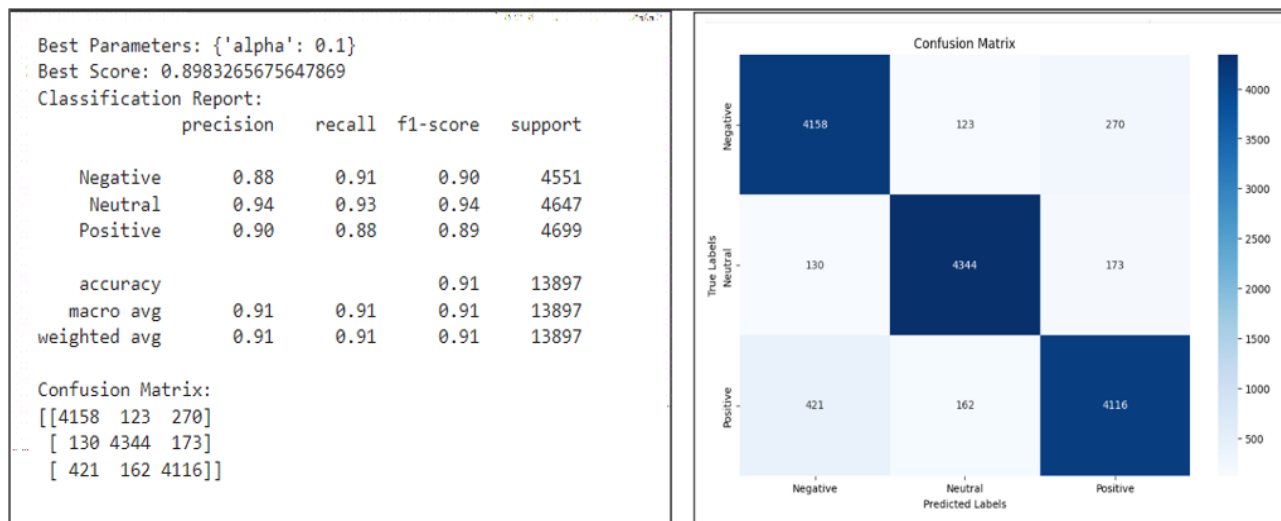 Best Parameters: {'alpha': 0.1}
Best Score: 0.8983265675647869
Classification Report:
precision recall f1-score support
Negative 0.88 0.91 0.90 4551
Neutral 0.94 0.93 0.94 4647
Positive 0.90 0.88 0.89 4699
accuracy 0.91 13897
macro avg 0.91 0.91 0.91 13897
weighted avg 0.91 0.91 0.91 13897
Confusion Matrix:
[[4158 123 270]
[ 130 4344 173]
[ 421 162 4116]]
Confusion Matrix
Negative
4158 123 270
True Labels
Neutral
130 4344 173
Positive
421 162 4116
Negative Neutral Positive
Predicted Labels
4000
3500
3000
2500
2000
1500
1000
500